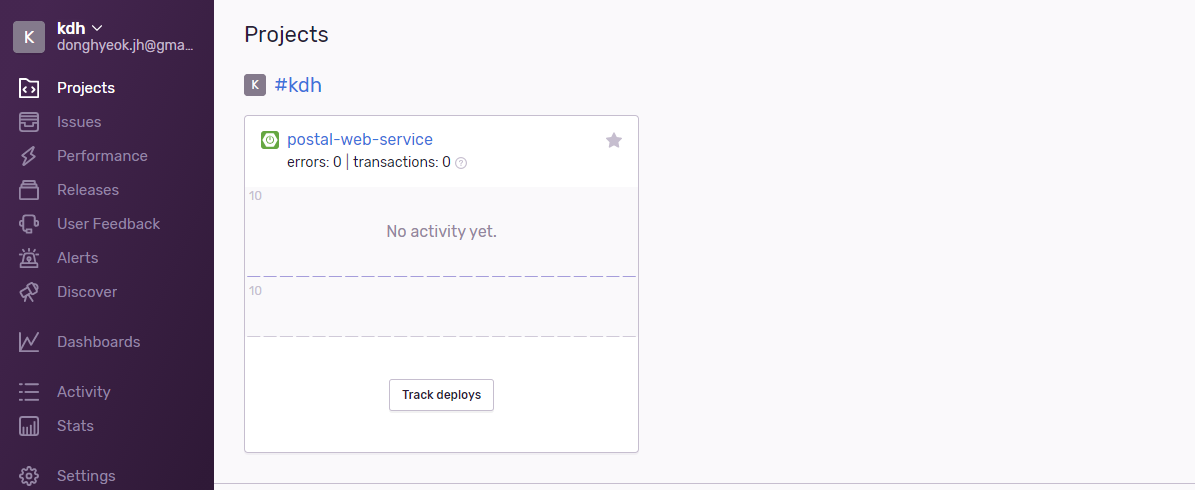 K
kdh
donghyeok.jh@gma...
Projects
Issues
Performance
Releases
User Feedback
Alerts
Discover
Dashboards
Activity
Stats
Settings
Projects
K #kdh
postal-web-service
errors: 0 | transactions: 0 ?
10
No activity yet.
10
Track deploys